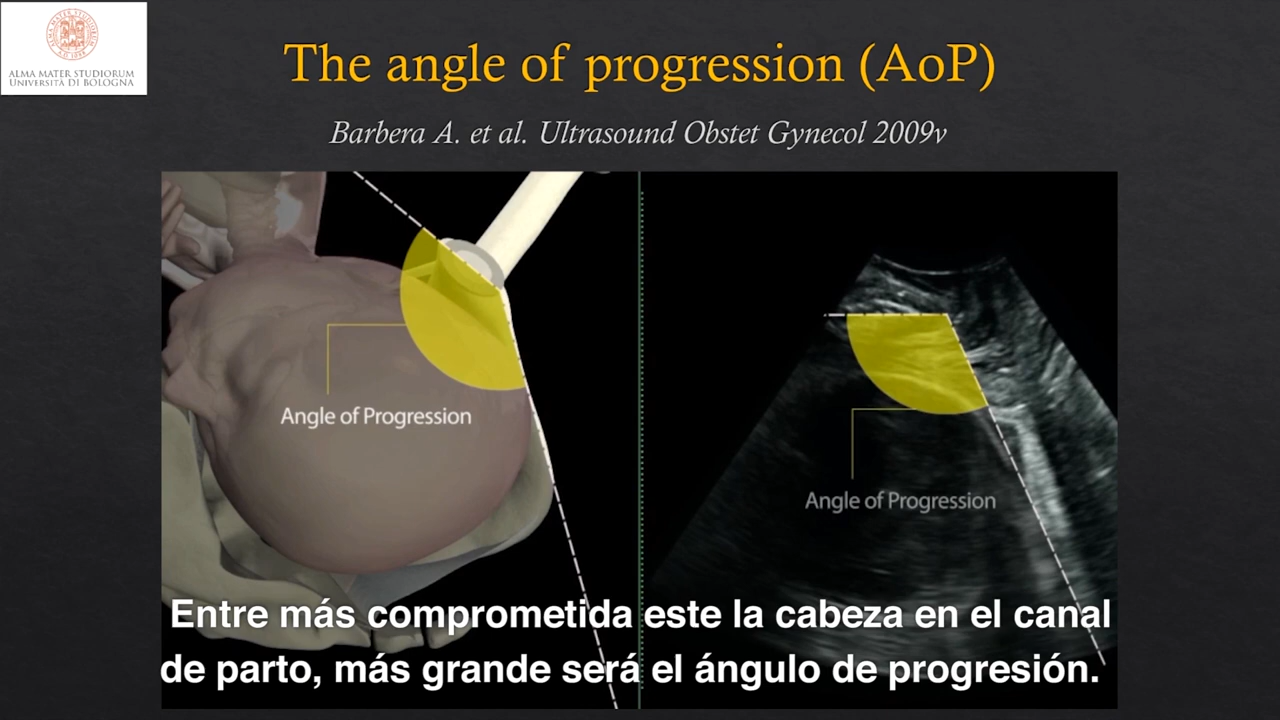 ALMA MATER STUDIORUM
UNIVERSITÀ DI BOLOGNA
The angle of progression (AoP)
Barbera A. et al. Ultrasound Obstet Gynecol 2009v
Angle of Progression
Angle of Progression
Entre más comprometida este la cabeza en el canal
de parto, más grande será el ángulo de progresión.